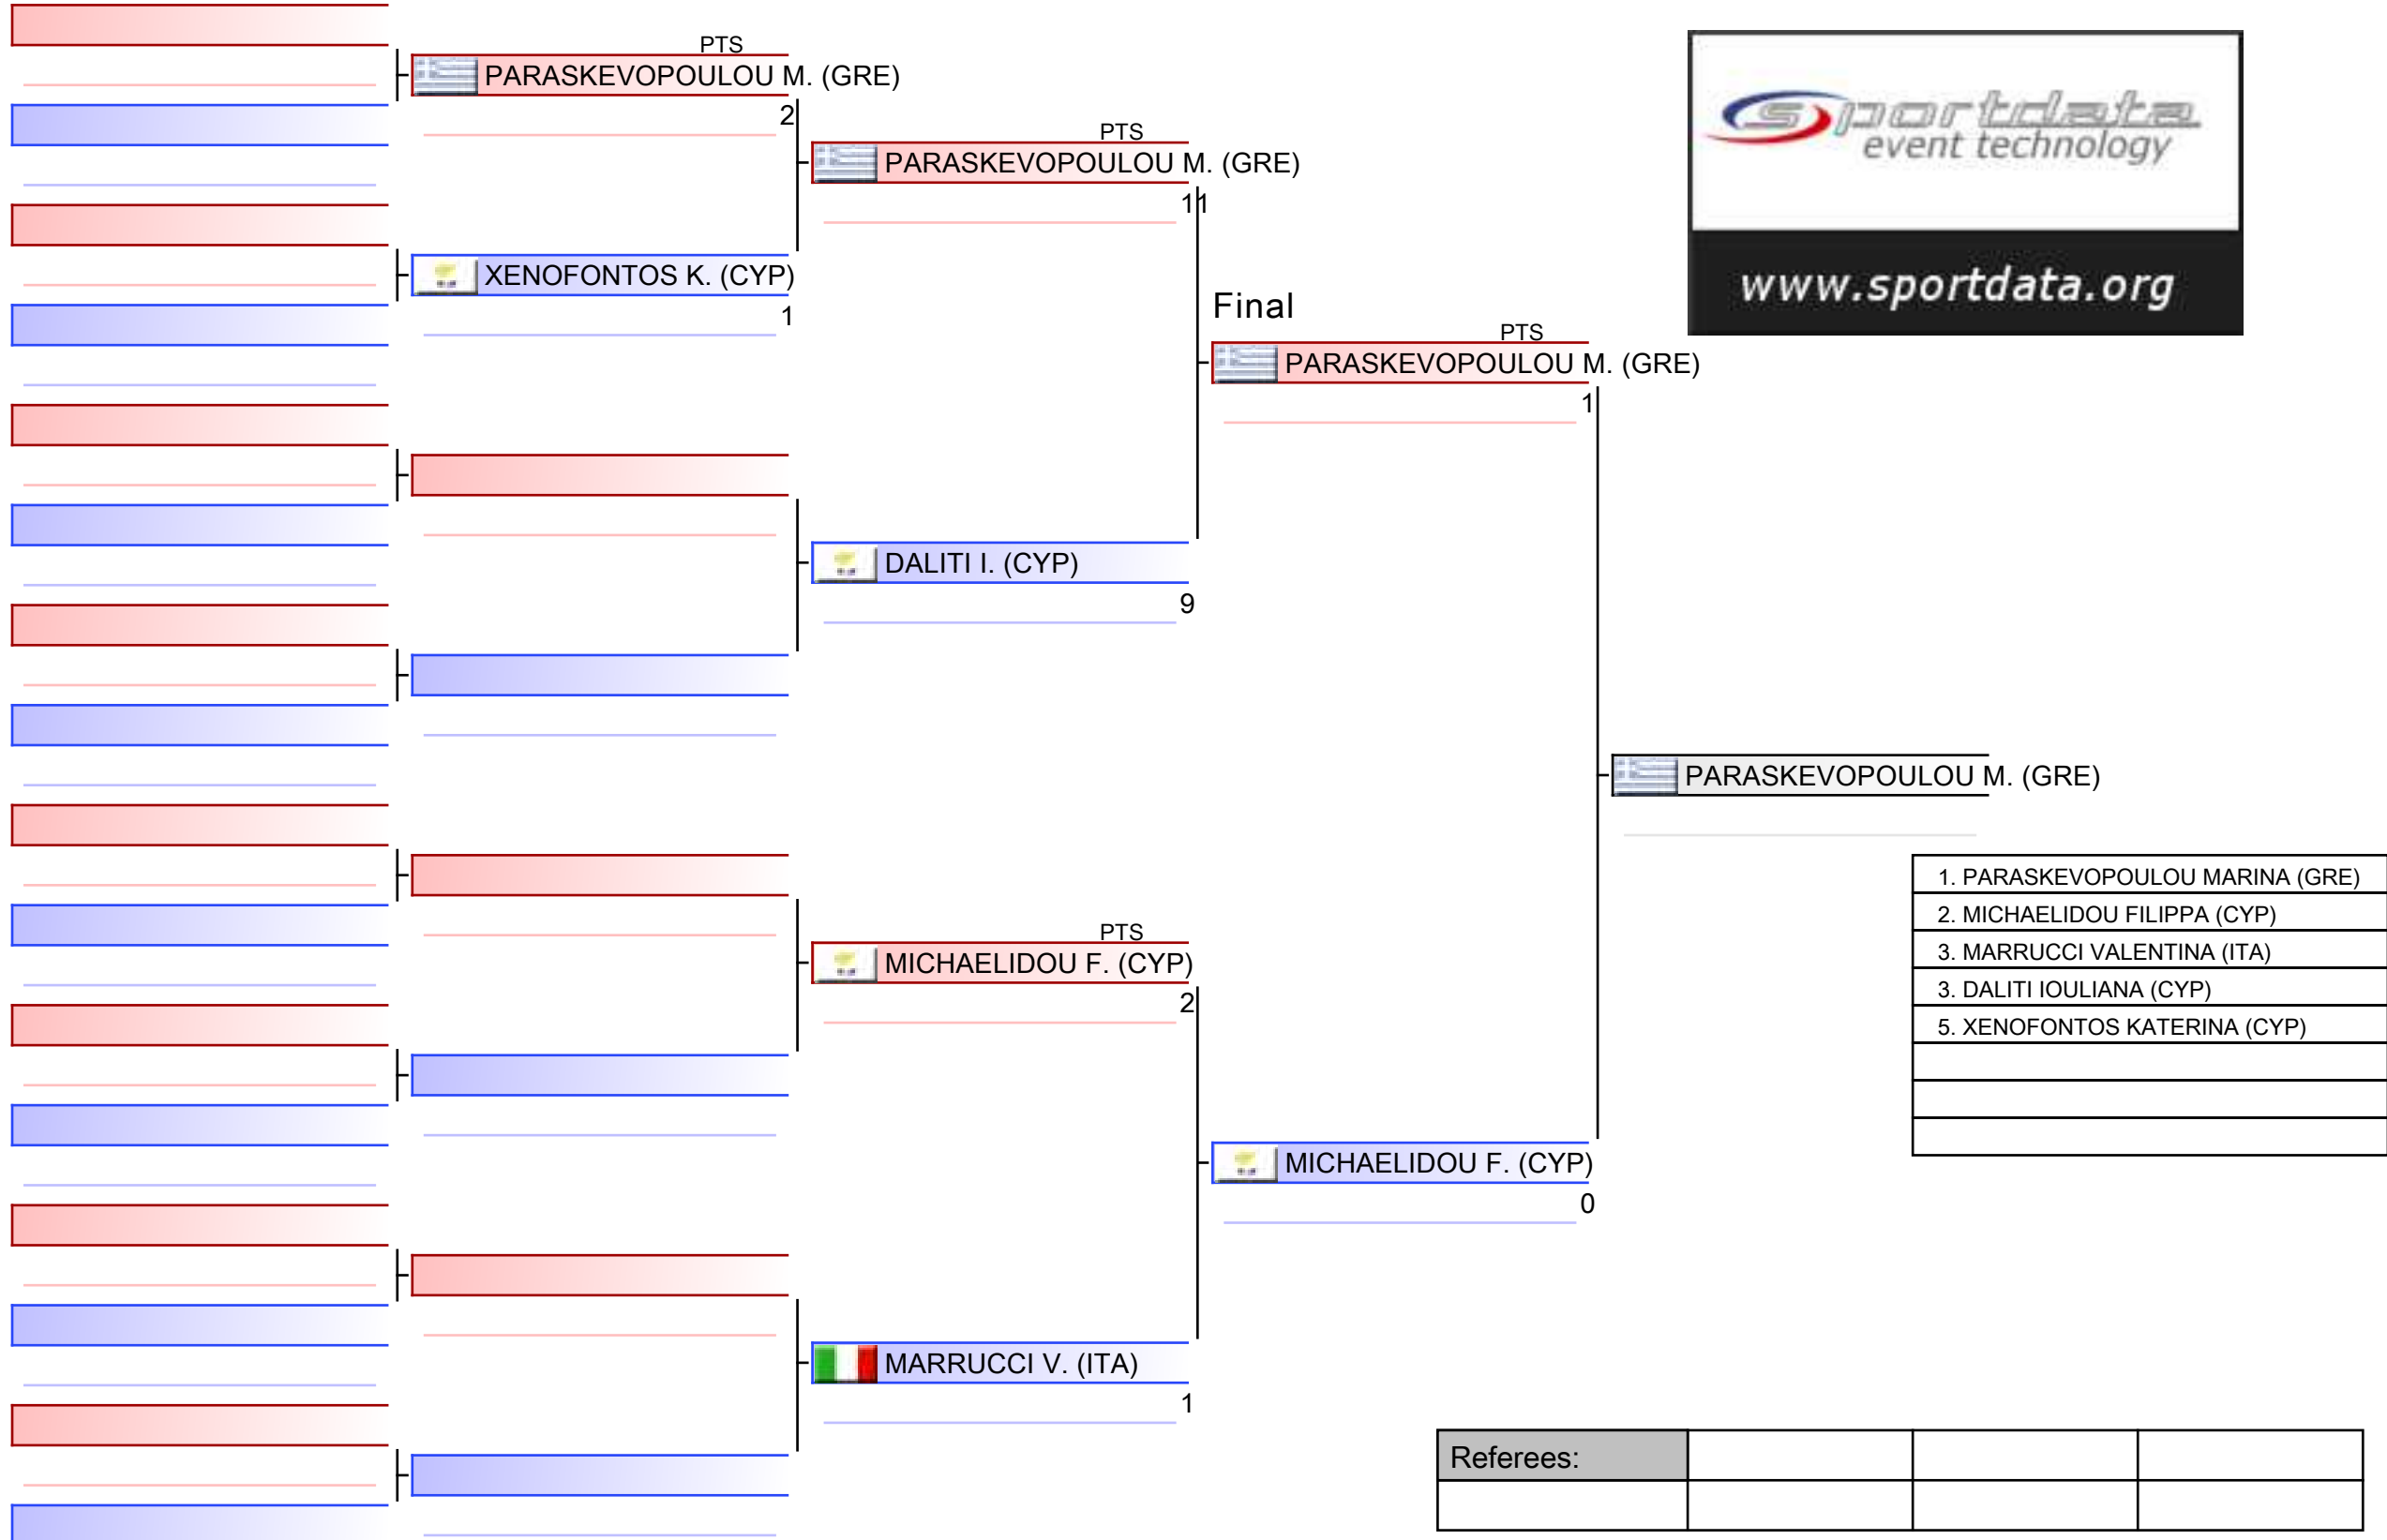 PTS
PARASKEVOPOULOU M. (GRE)
2
XENOFONTOS K. (CYP)
1
PTS
PARASKEVOPOULOU M. (GRE)
11
DALITI I. (CYP)
9
PTS
MICHAELIDOU F. (CYP)
2
MARRUCCI V. (ITA)
1
Final
PTS
PARASKEVOPOULOU M. (GRE)
1
MICHAELIDOU F. (CYP)
0
PARASKEVOPOULOU M. (GRE)
sportdata
event technology
www.sportdata.org
1. PARASKEVOPOULOU MARINA (GRE)
2. MICHAELIDOU FILIPPA (CYP)
3. MARRUCCI VALENTINA (ITA)
3. DALITI IOULIANA (CYP)
5. XENOFONTOS KATERINA (CYP)
Referees: